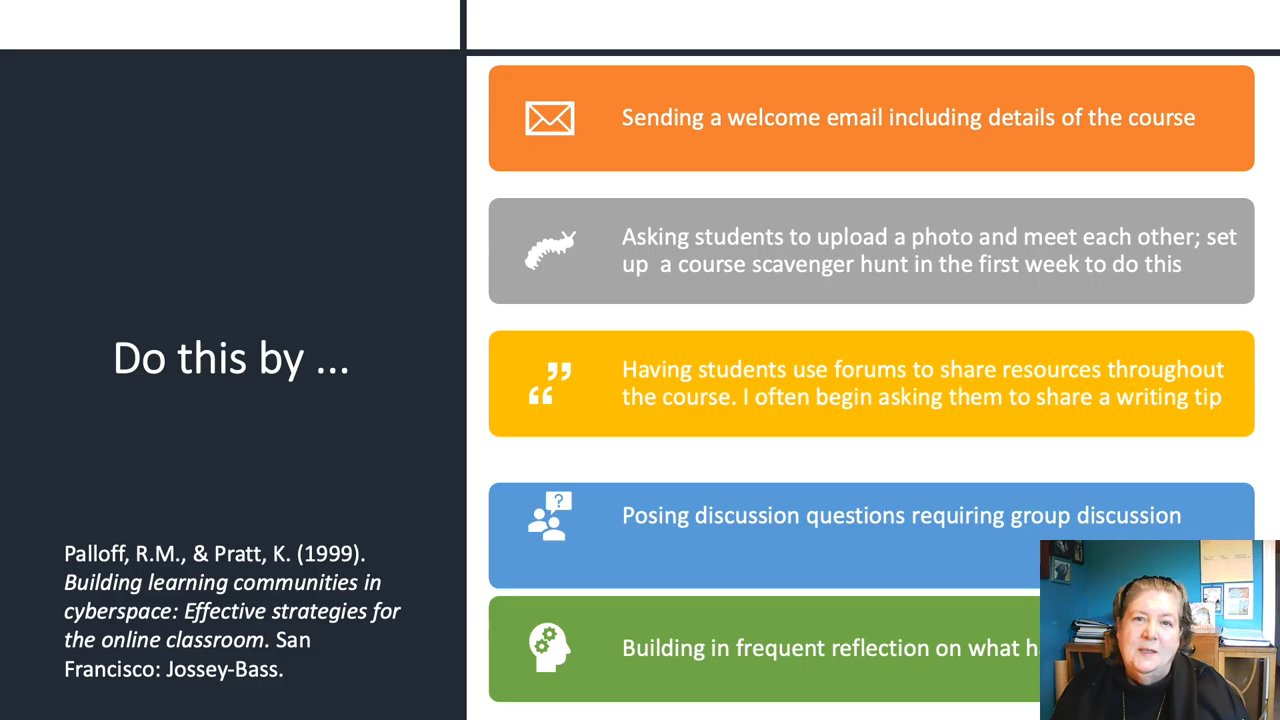 Do this by ...
Palloff, R.M., & Pratt, K. (1999).
Building learning communities in
cyberspace: Effective strategies for
the online classroom. San
Francisco: Jossey-Bass.
Sending a welcome email including details of the course
Asking students to upload a photo and meet each other; set
up a course scavenger hunt in the first week to do this
Having students use forums to share resources throughout
the course. I often begin asking them to share a writing tip
?
Posing discussion questions requiring group discussion
Building in frequent reflection on what